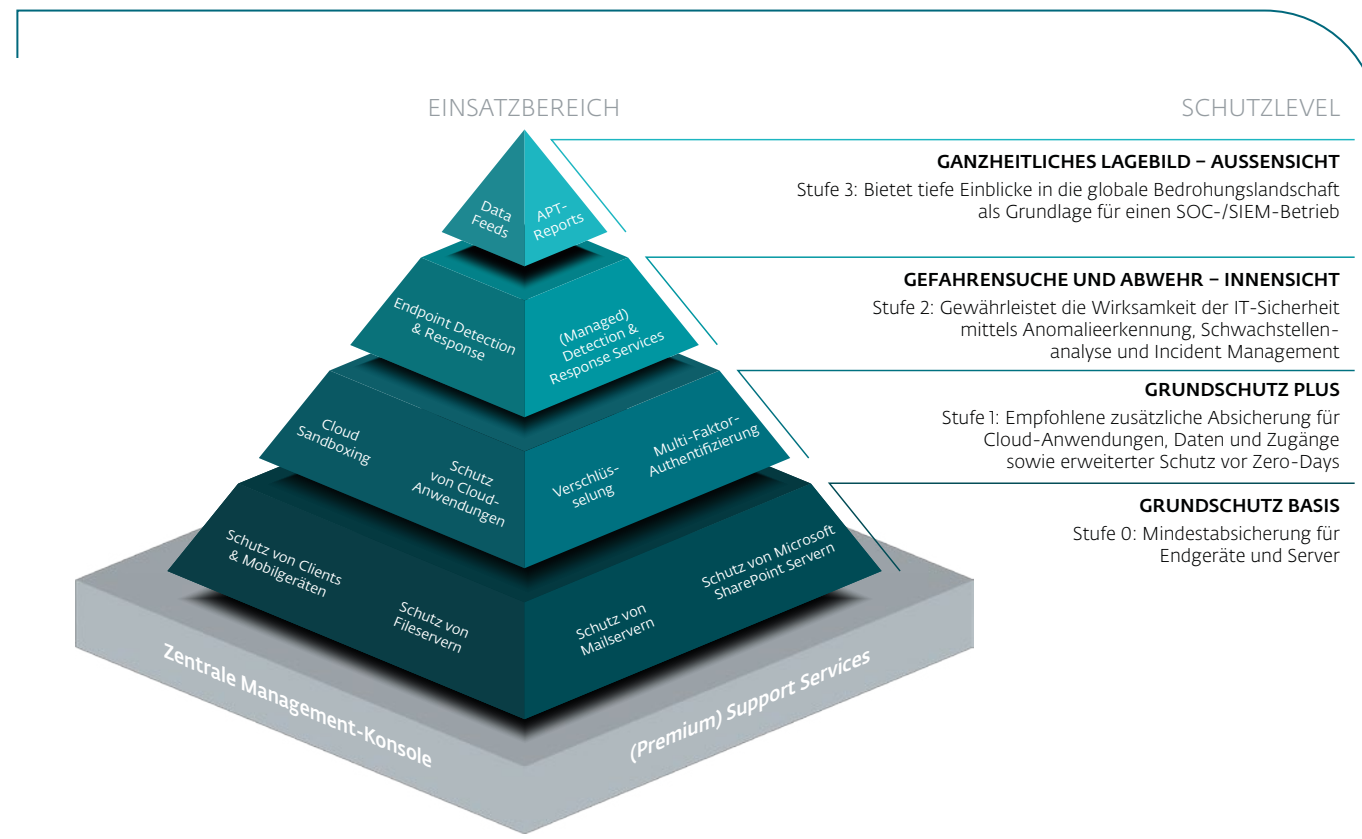 EINSATZBEREICH
SCHUTZLEVEL
Data
Feeds
APT-
Reports
GANZHEITLICHES LAGEBILD – AUSSENSICHT
Stufe 3: Bietet tiefe Einblicke in die globale Bedrohungslandschaft
als Grundlage für einen SOC-/SIEM-Betrieb
Endpoint Detection
& Response
(Managed)
Detection &
Response Services
GEFAHRENSUCHE UND ABWEHR – INNENSICHT
Stufe 2: Gewährleistet die Wirksamkeit der IT-Sicherheit
mittels Anomalieerkennung, Schwachstellen-
analyse und Incident Management
Cloud
Sandboxing
Schutz
von Cloud-
Anwendungen
Verschlüs-
selung
Multi-Faktor-
Authentifizierung
GRUNDSCHUTZ PLUS
Stufe 1: Empfohlene zusätzliche Absicherung für
Cloud-Anwendungen, Daten und Zugänge
sowie erweiterter Schutz vor Zero-Days
Schutz von Clients
& Mobilgeräten
Schutz von
Fileservern
Schutz von
Mailservern
Schutz von Microsoft
SharePoint Servern
GRUNDSCHUTZ BASIS
Stufe 0: Mindestabsicherung für
Endgeräte und Server
Zentrale Management-Konsole
(Premium) Support Services